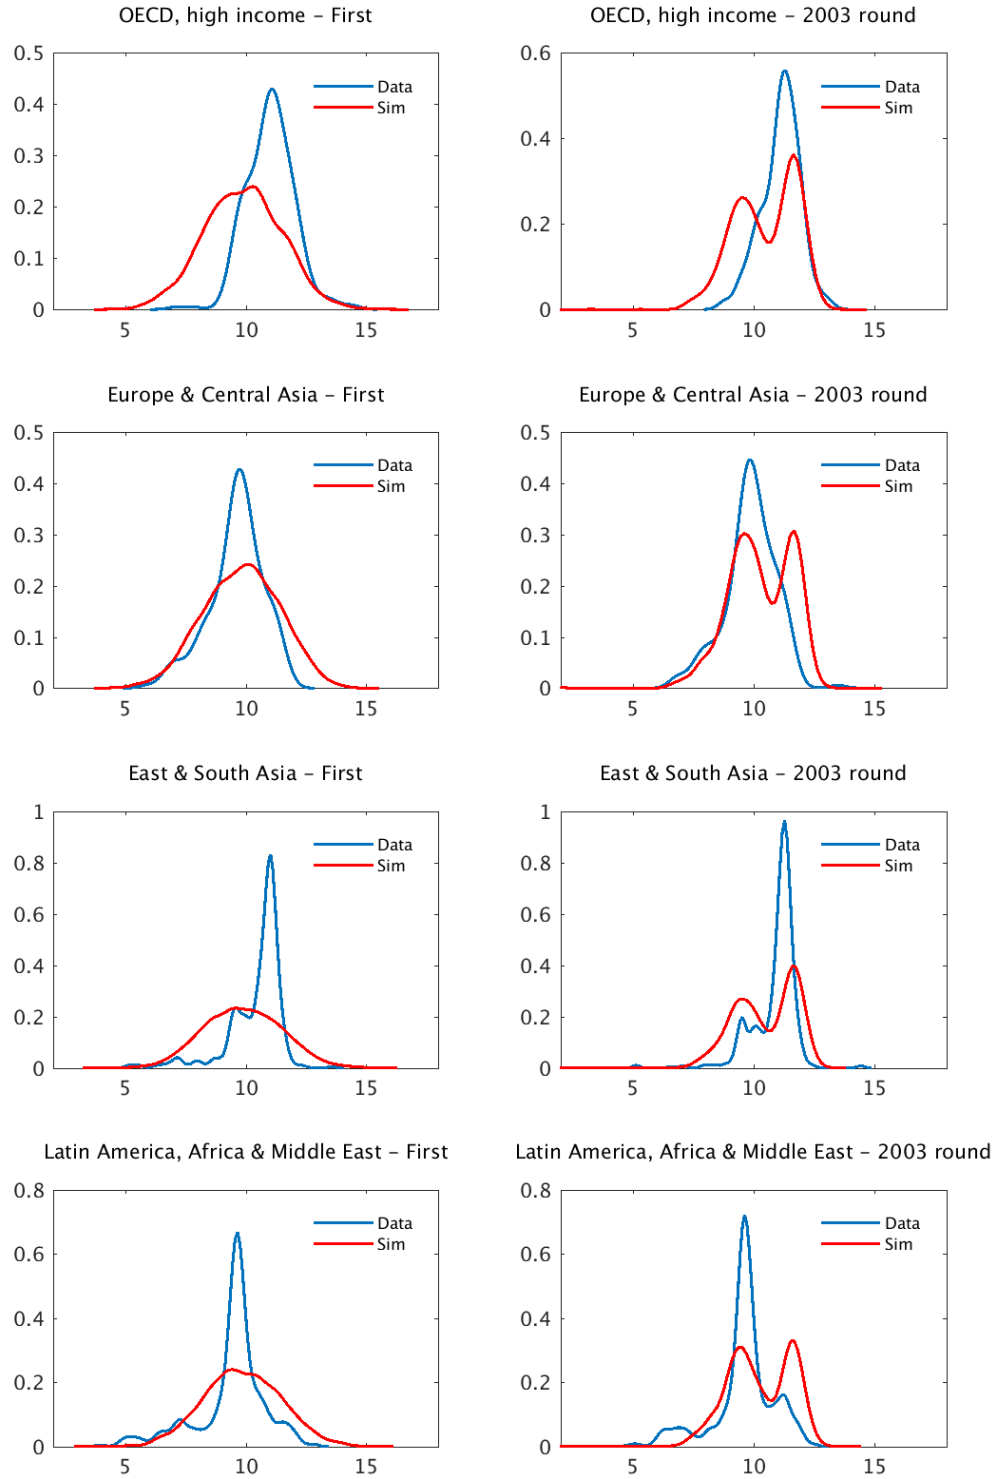 OECD, high income – First
OECD, high income – 2003 round
0.5
0.4
0.3
0.2
0.1
0
5
10
15
Data
Sim
0.6
0.4
0.2
0
5
10
15
Data
Sim
Europe & Central Asia – First
Europe & Central Asia – 2003 round
0.5
0.4
0.3
0.2
0.1
0
5
10
15
Data
Sim
0.5
0.4
0.3
0.2
0.1
0
5
10
15
Data
Sim
East & South Asia – First
East & South Asia – 2003 round
1
0.8
0.6
0.4
0.2
0
5
10
15
Data
Sim
1
0.8
0.6
0.4
0.2
0
5
10
15
Data
Sim
Latin America, Africa & Middle East – First
Latin America, Africa & Middle East – 2003 round
0.8
0.6
0.4
0.2
0
5
10
15
Data
Sim
0.8
0.6
0.4
0.2
0
5
10
15
Data
Sim